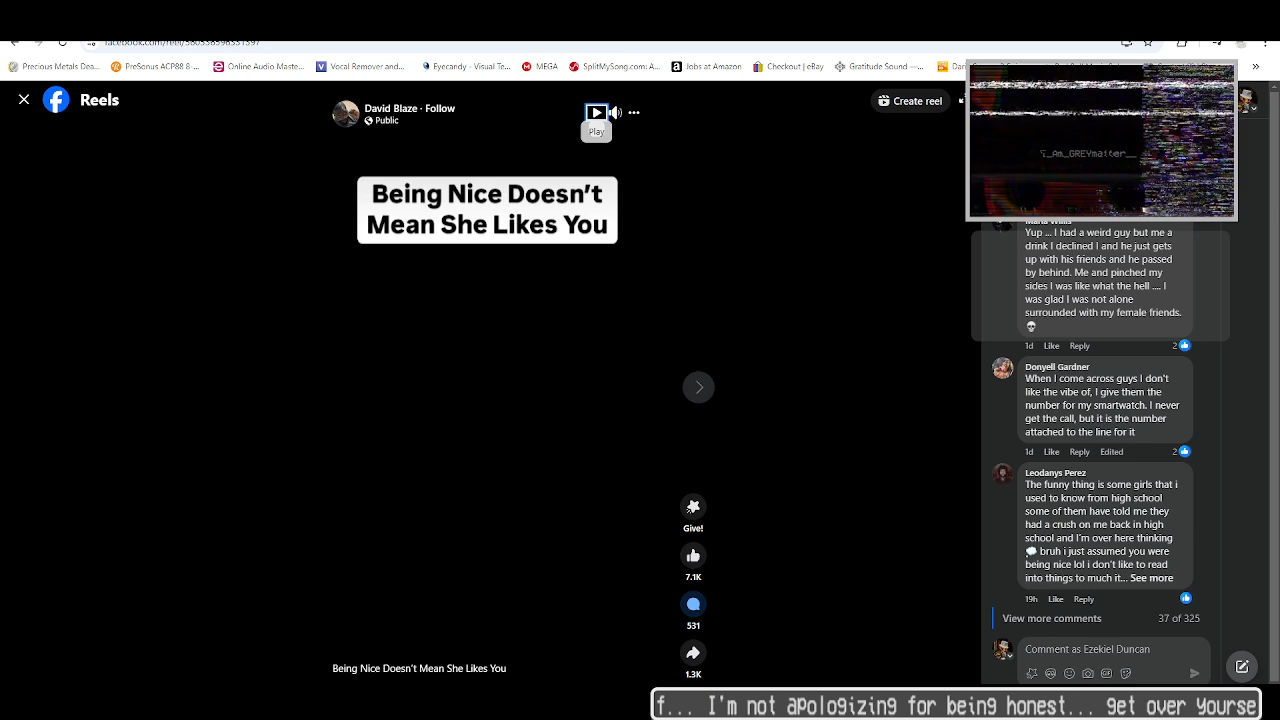 facebook.com/reel/560336396331397
Precious Metals Dea...
PreSonus ACP88 8-...
Online Audio Maste...
Vocal Remover and...
Eyecandy - Visual Te...
MEGA
SplitMySong.com: A...
Jobs at Amazon
Checkout | eBay
Gratitude Sound —...
»
Reels
David Blaze · Follow
Public
Play
Create reel
I_Am_GREYmatter__
Being Nice Doesn’t
Mean She Likes You
Maria Willis
Yup ... I had a weird guy but me a
drink I declined I and he just gets
up with his friends and he passed
by behind. Me and pinched my
sides I was like what the hell .... I
was glad I was not alone
surrounded with my female friends.
💀
1d Like Reply 2
Donyell Gardner
When I come across guys I don't
like the vibe of, I give them the
number for my smartwatch. I never
get the call, but it is the number
attached to the line for it
1d Like Reply Edited 2
Leodanys Perez
The funny thing is some girls that i
used to know from high school
some of them have told me they
had a crush on me back in high
school and I'm over here thinking
💭 bruh i just assumed you were
being nice lol i don't like to read
into things to much it... See more
19h Like Reply
View more comments 37 of 325
Comment as Ezekiel Duncan
GIF
Give!
7.1K
531
1.3K
Being Nice Doesn’t Mean She Likes You
f... I'm not apologizing for being honest... get over yourse